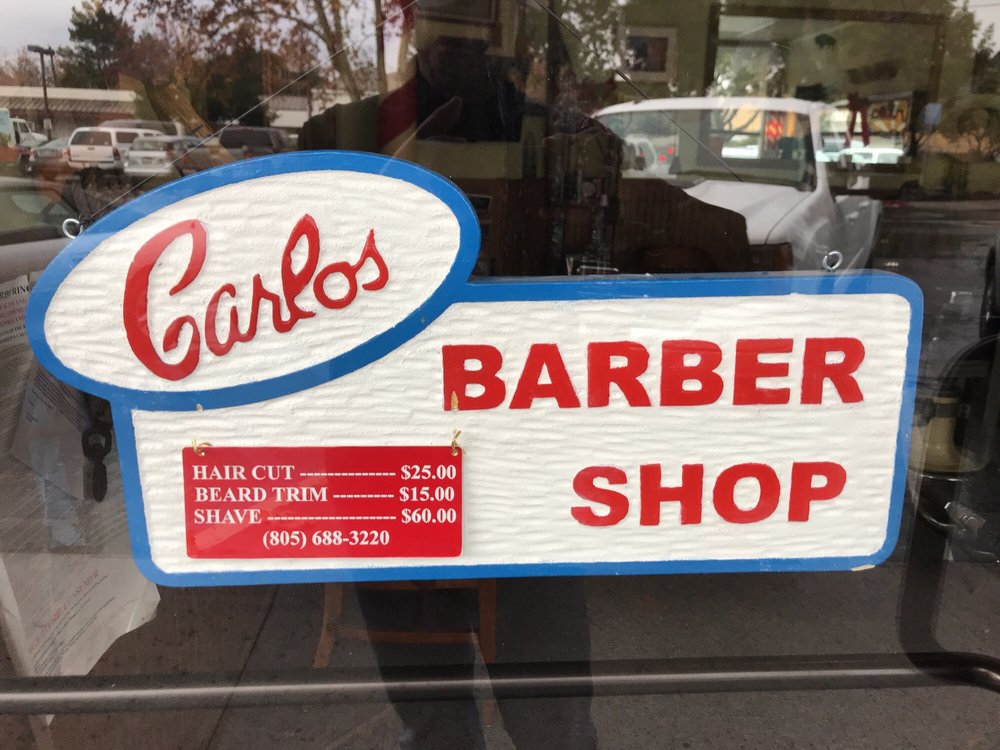 Carlos
BARBER
SHOP
HAIR CUT -------------- $25.00
BEARD TRIM --------- $15.00
SHAVE ------------------- $60.00
(805) 688-3220